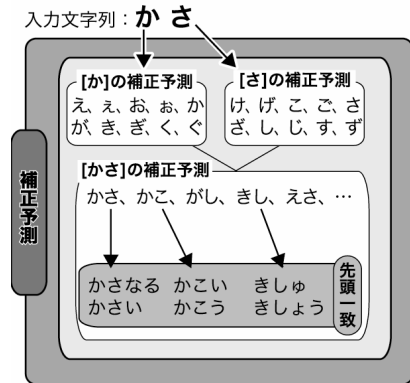 入力文字列：か さ
[か]の補正予測
え、ぇ、お、ぉ、か
が、き、ぎ、く、ぐ
[さ]の補正予測
け、げ、こ、ご、さ
ざ、し、じ、す、ず
補正予測
[かさ]の補正予測
かさ、かこ、がし、きし、えさ、…
かさなる かこい きしゅ
かさい かこう きしょう
先頭一致